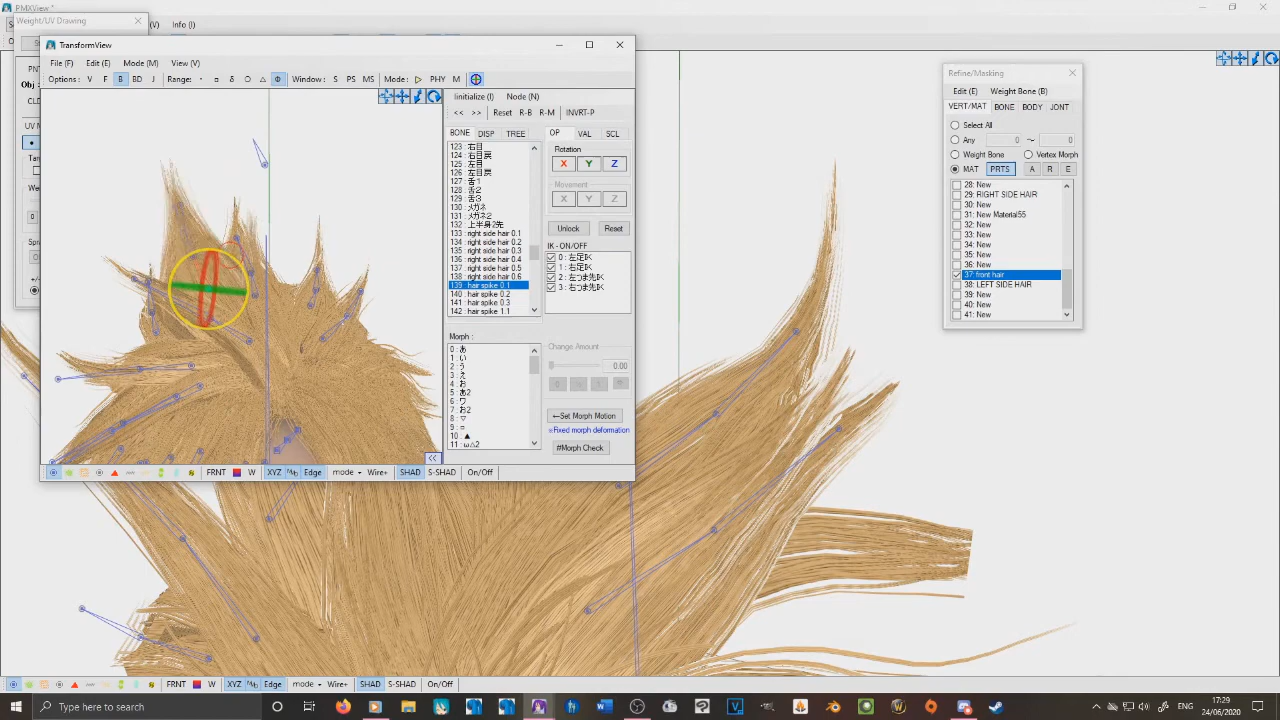 PMXView *
Weight/UV Drawing
(V)
Info (I)
TransformView
File (F)
Edit (E)
Mode (M)
View (V)
Options: V F B BD J Range: Window: S PS MS Mode: PHY M
Iinitialize (I)
Node (N)
<< >> Reset R-B R-M INVRT-P
BONE DISP TREE
OP VAL SCL
123 : 右目
124 : 右目戻
125 : 左目
126 : 左目戻
127 : 舌1
128 : 舌2
129 : 舌3
130 : メガネ
131 : メガネ2
132 : 上半身2先
133 : right side hair 0.1
134 : right side hair 0.2
135 : right side hair 0.3
136 : right side hair 0.4
137 : right side hair 0.5
138 : right side hair 0.6
139 : hair spike 0.1
140 : hair spike 0.2
141 : hair spike 0.3
142 : hair spike 1.1
Rotation
X Y Z
Movement
X Y Z
Unlock
Reset
IK - ON/OFF
0 : 左足IK
1 : 右足IK
2 : 左つま先IK
3 : 右つま先IK
Morph :
0 : あ
1 : い
2 : う
3 : え
4 : お
5 : あ2
6 : ワ
7 : お2
8 : ▽
9 : □
10 : ▲
11 : ω△2
Change Amount
0.00
←Set Morph Motion
※Fixed morph deformation
#Morph Check
<<
FRNT W XYZ Edge mode Wire+ SHAD S-SHAD On/Off
Refine/Masking
Edit (E)
Weight Bone (B)
VERT/MAT BONE BODY JONT
Select All
Any 0 ～ 0
Weight Bone
Vertex Morph
MAT PRTS A R E
28: New
29: RIGHT SIDE HAIR
30: New
31: New Material55
32: New
33: New
34: New
35: New
36: New
37: front hair
38: LEFT SIDE HAIR
39: New
40: New
41: New
FRNT W XYZ Edge mode Wire+ SHAD S-SHAD On/Off
Type here to search
ENG
17:29
24/06/2020